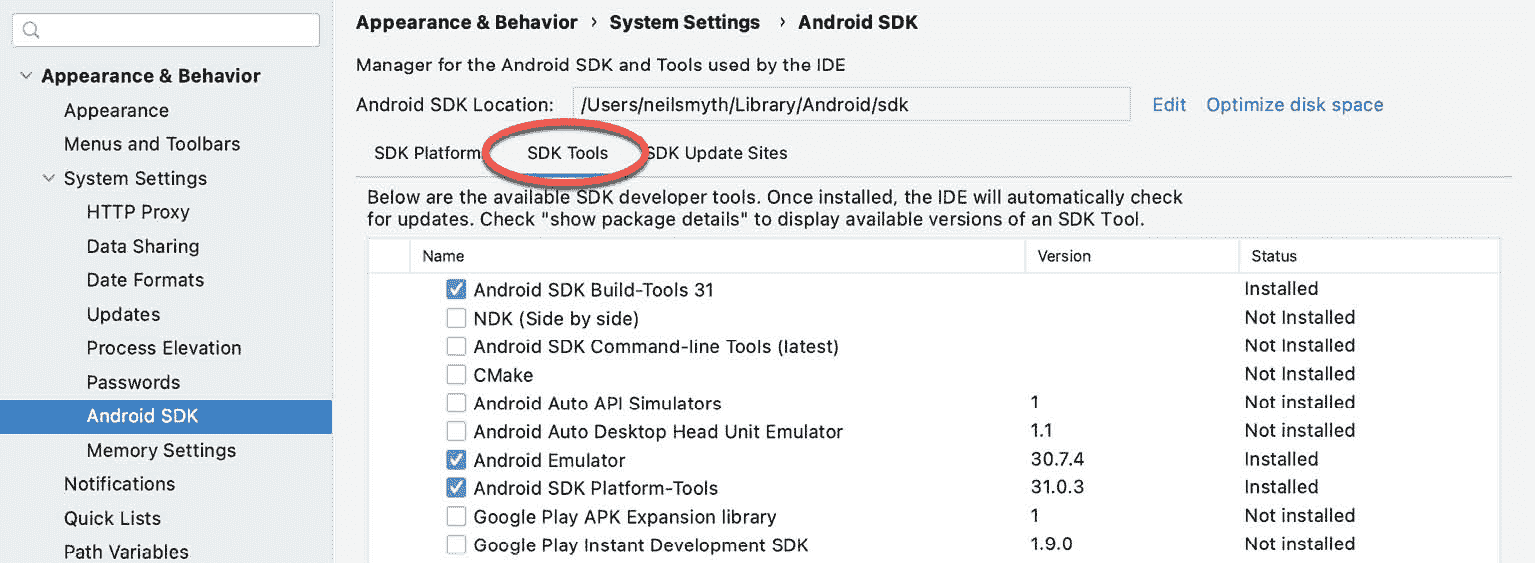 Appearance & Behavior › System Settings › Android SDK
Appearance & Behavior
Appearance
Menus and Toolbars
System Settings
HTTP Proxy
Data Sharing
Date Formats
Updates
Process Elevation
Passwords
Android SDK
Memory Settings
Notifications
Quick Lists
Path Variables
Manager for the Android SDK and Tools used by the IDE
Android SDK Location: /Users/neilsmyth/Library/Android/sdk Edit Optimize disk space
SDK Platform SDK Tools SDK Update Sites
Below are the available SDK developer tools. Once installed, the IDE will automatically check
for updates. Check "show package details" to display available versions of an SDK Tool.
Name Version Status
Android SDK Build-Tools 31 Installed
NDK (Side by side) Not Installed
Android SDK Command-line Tools (latest) Not Installed
CMake Not Installed
Android Auto API Simulators 1 Not installed
Android Auto Desktop Head Unit Emulator 1.1 Not installed
Android Emulator 30.7.4 Installed
Android SDK Platform-Tools 31.0.3 Installed
Google Play APK Expansion library 1 Not installed
Google Play Instant Development SDK 1.9.0 Not installed